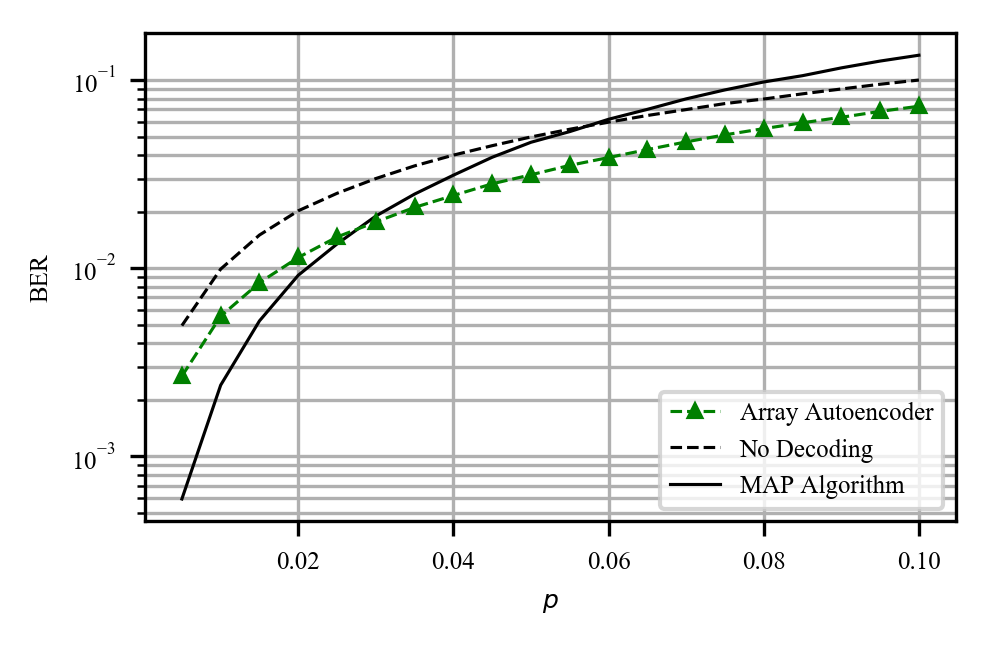 10⁻¹
10⁻²
10⁻³
BER
Array Autoencoder
No Decoding
MAP Algorithm
0.02 0.04 0.06 0.08 0.10
p